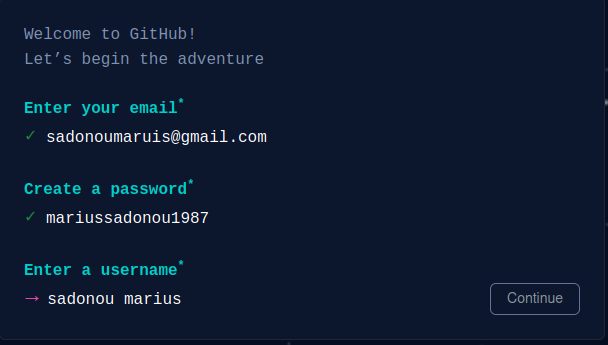 Welcome to GitHub!
Let’s begin the adventure
Enter your email*
✓ sadonoumaruis@gmail.com
Create a password*
✓ mariussadonou1987
Enter a username*
→ sadonou marius
Continue